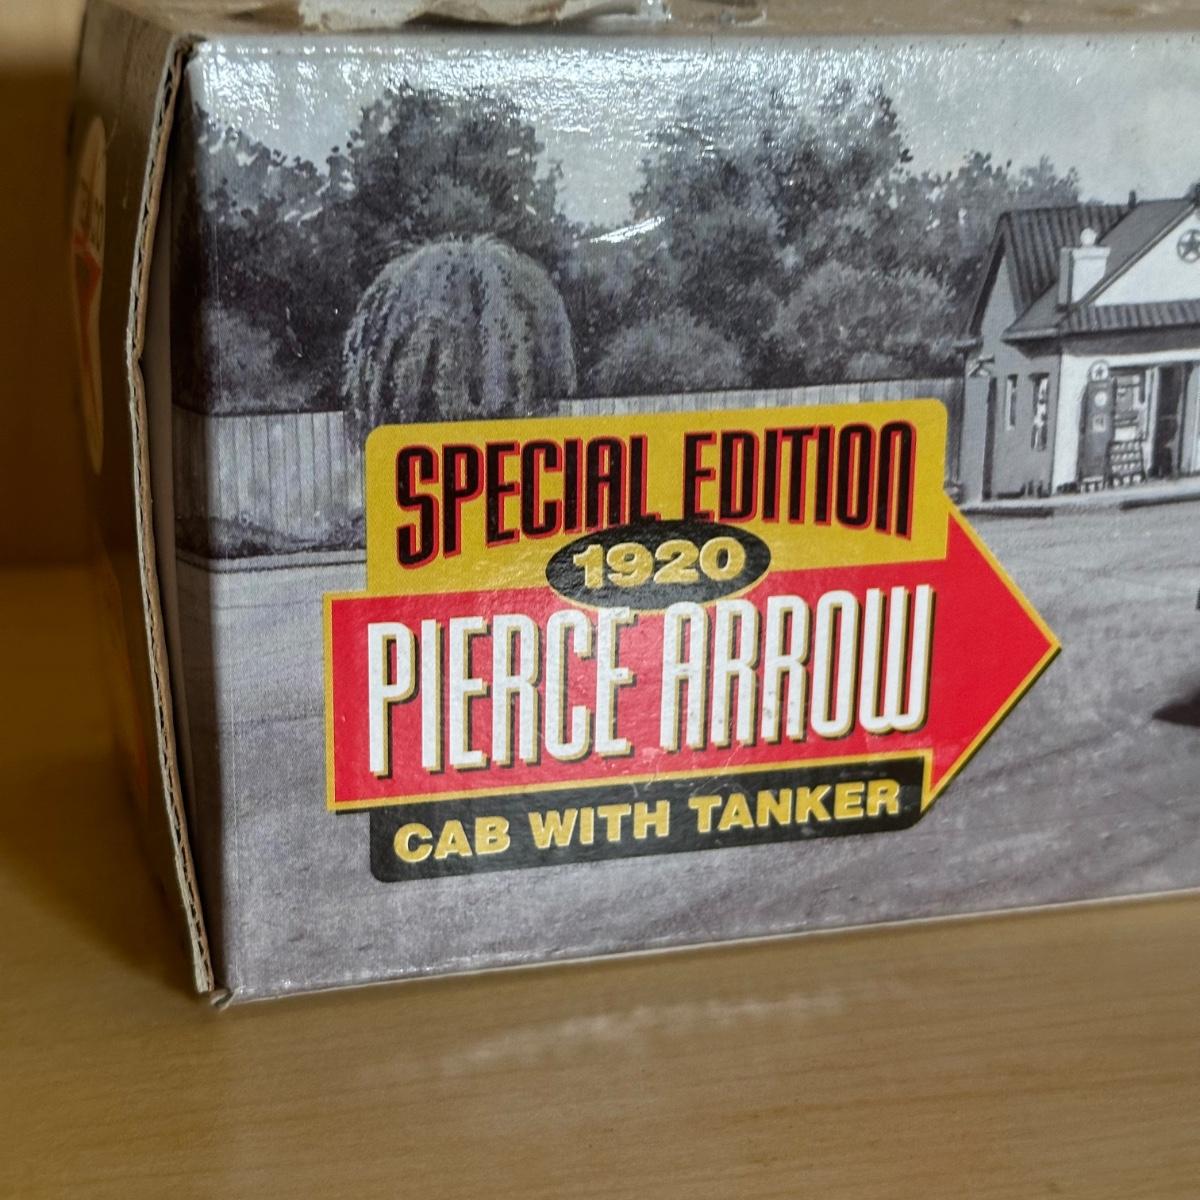 SPECIAL EDITION
1920
PIERCE ARROW
CAB WITH TANKER